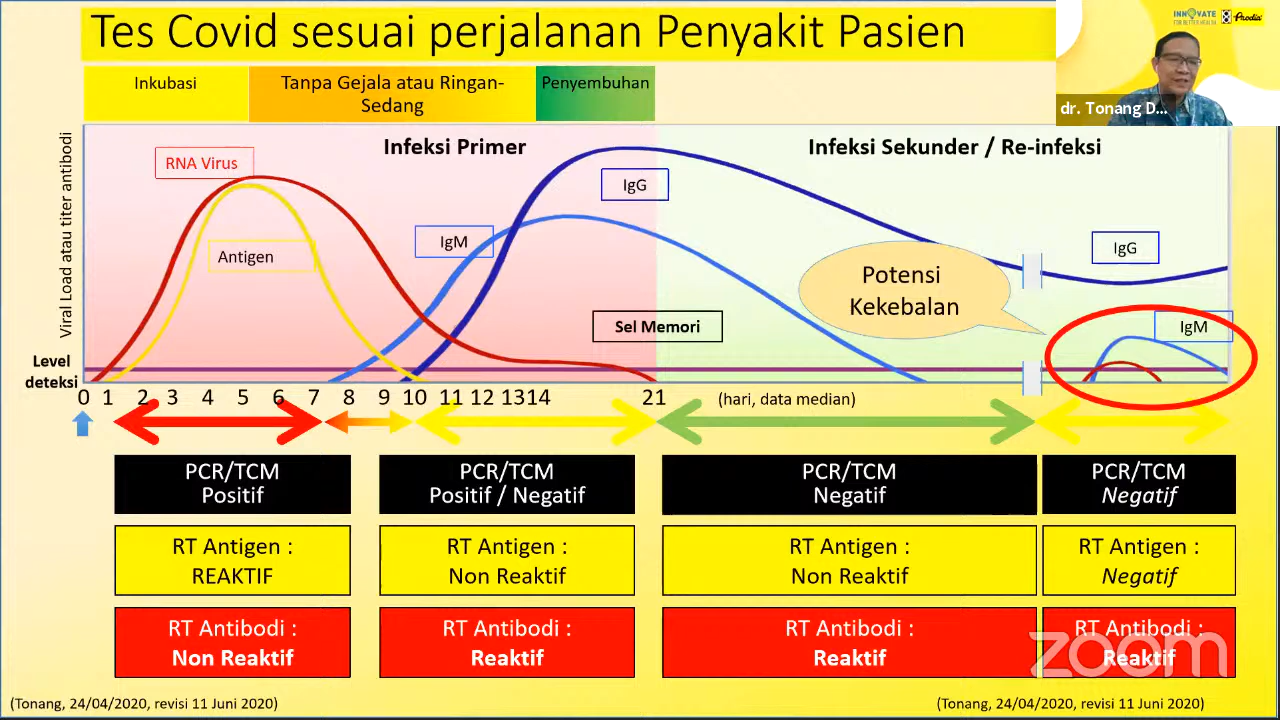 Tes Covid sesuai perjalanan Penyakit Pasien
INNOVATE
FOR BETTER HEALTH
Prodia
dr. Tonang D...
Inkubasi
Tanpa Gejala atau Ringan-
Sedang
Penyembuhan
Viral Load atau titer antibodi
Infeksi Primer
Infeksi Sekunder / Re-infeksi
RNA Virus
IgG
IgM
Antigen
IgG
Potensi
Kekebalan
Sel Memori
IgM
Level
deteksi
0 1 2 3 4 5 6 7 8 9 10 11 12 13 14 21 (hari, data median)
PCR/TCM
Positif
PCR/TCM
Positif / Negatif
PCR/TCM
Negatif
PCR/TCM
Negatif
RT Antigen :
REAKTIF
RT Antigen :
Non Reaktif
RT Antigen :
Non Reaktif
RT Antigen :
Negatif
RT Antibodi :
Non Reaktif
RT Antibodi :
Reaktif
RT Antibodi :
Reaktif
RT Antibodi :
Reaktif
zoom
(Tonang, 24/04/2020, revisi 11 Juni 2020)
(Tonang, 24/04/2020, revisi 11 Juni 2020)